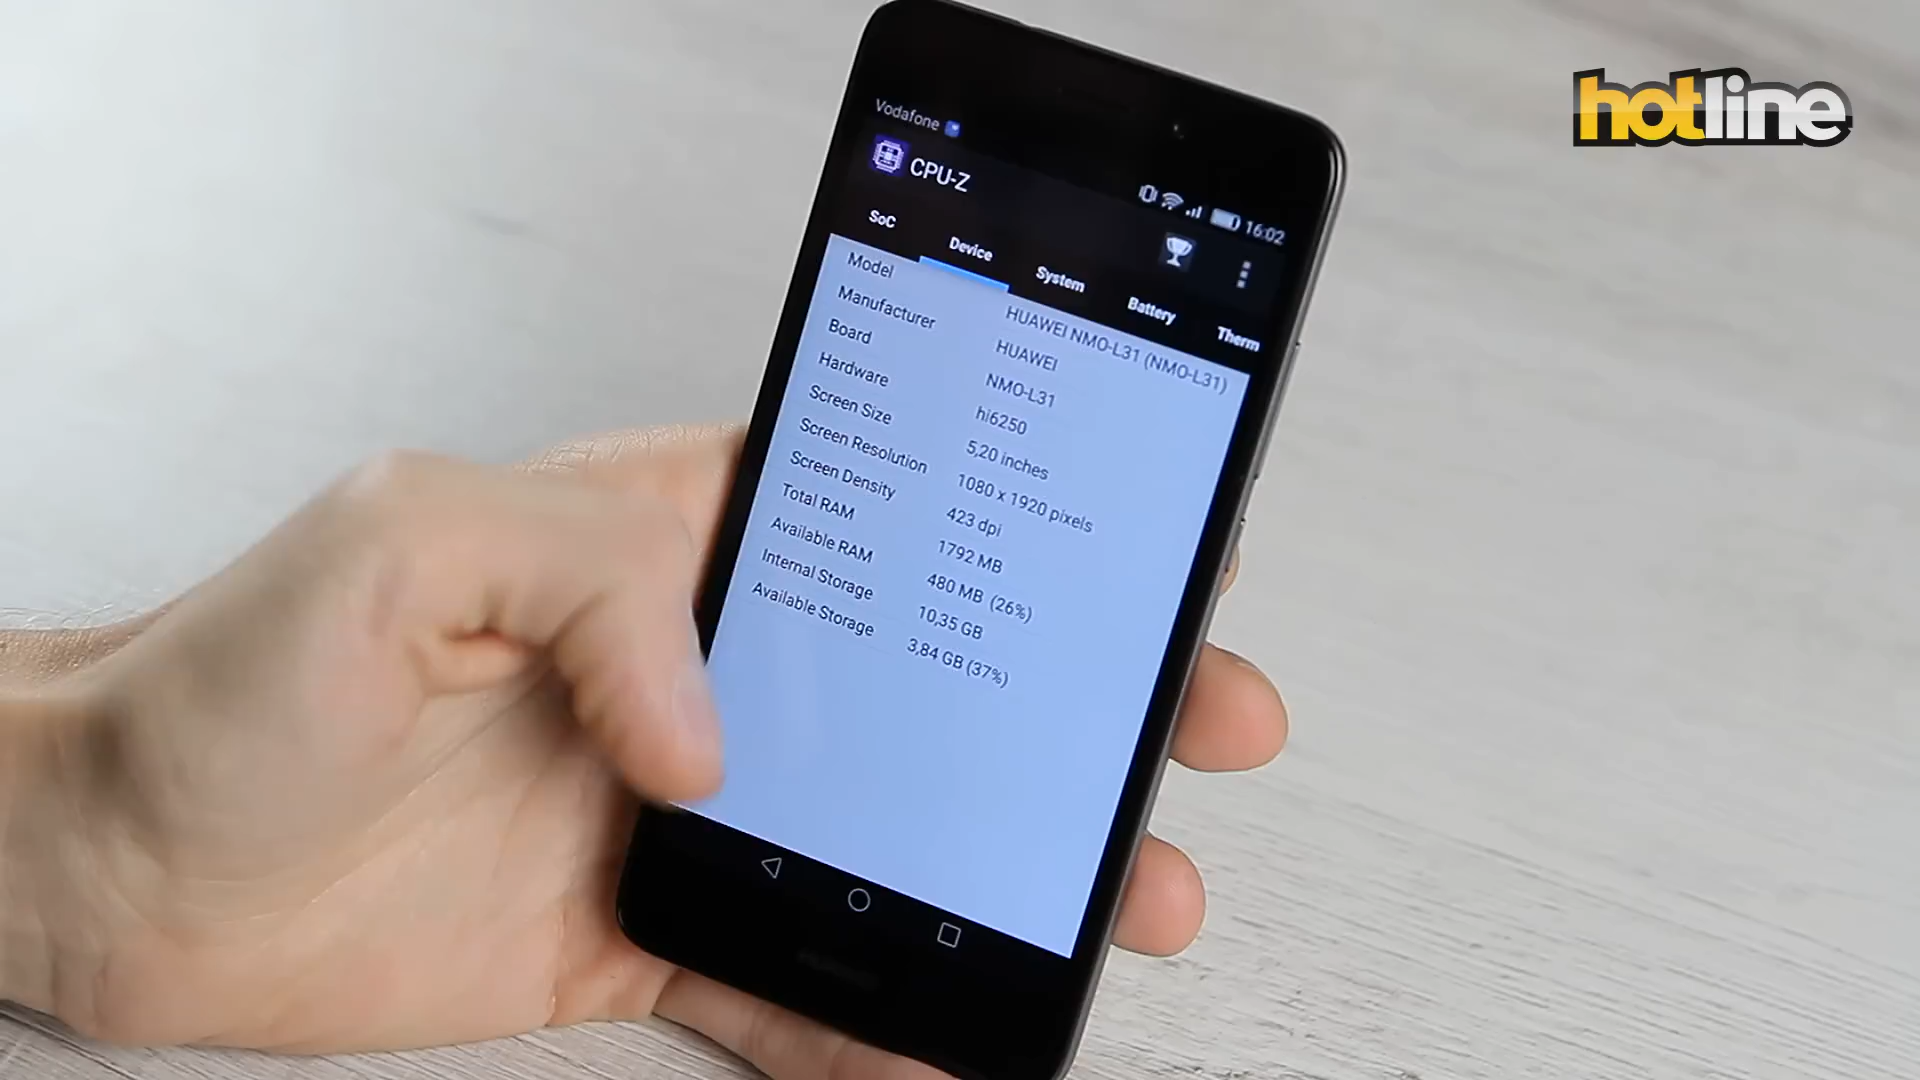 hotline
Vodafone
16:02
CPU-Z
SoC Device System Battery Therm
Model HUAWEI NMO-L31 (NMO-L31)
Manufacturer HUAWEI
Board NMO-L31
Hardware hi6250
Screen Size 5,20 inches
Screen Resolution 1080 x 1920 pixels
Screen Density 423 dpi
Total RAM 1792 MB
Available RAM 480 MB (26%)
Internal Storage 10,35 GB
Available Storage 3,84 GB (37%)